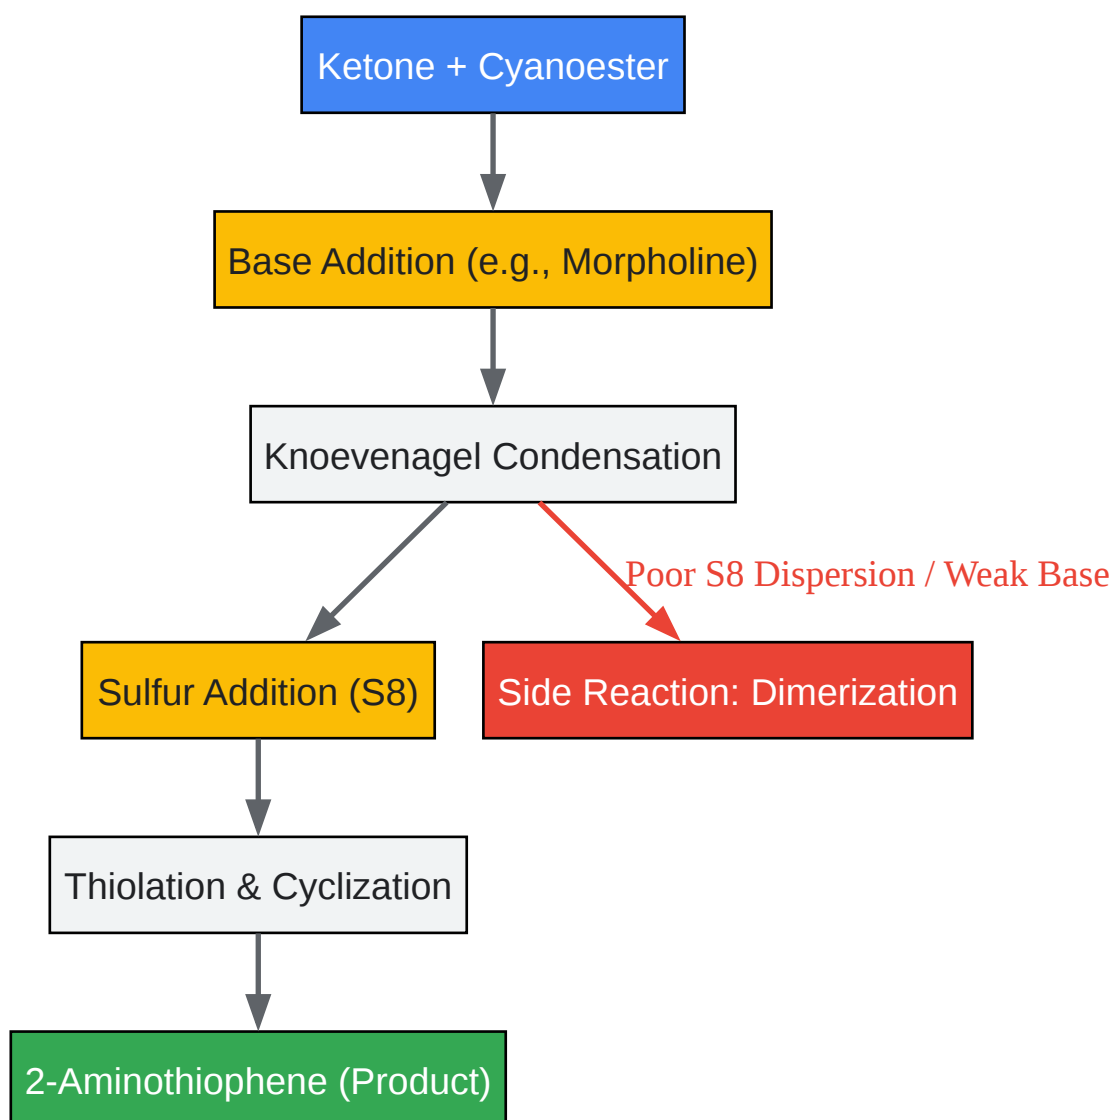 Ketone + Cyanoester
Base Addition (e.g., Morpholine)
Knoevenagel Condensation
Poor S8 Dispersion / Weak Base
Sulfur Addition (S8)
Side Reaction: Dimerization
Thiolation & Cyclization
2-Aminothiophene (Product)